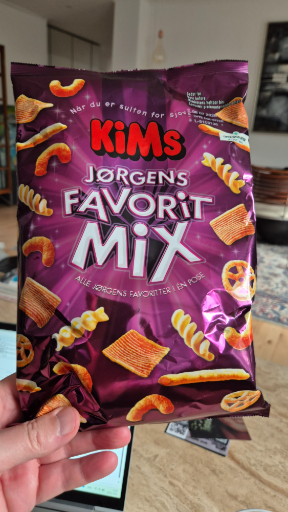 Når du er sulten for sjov
KiMs
JØRGENS
FAVORiT
MiX
ALLE JØRGENS FAVORITTER I EN POSE